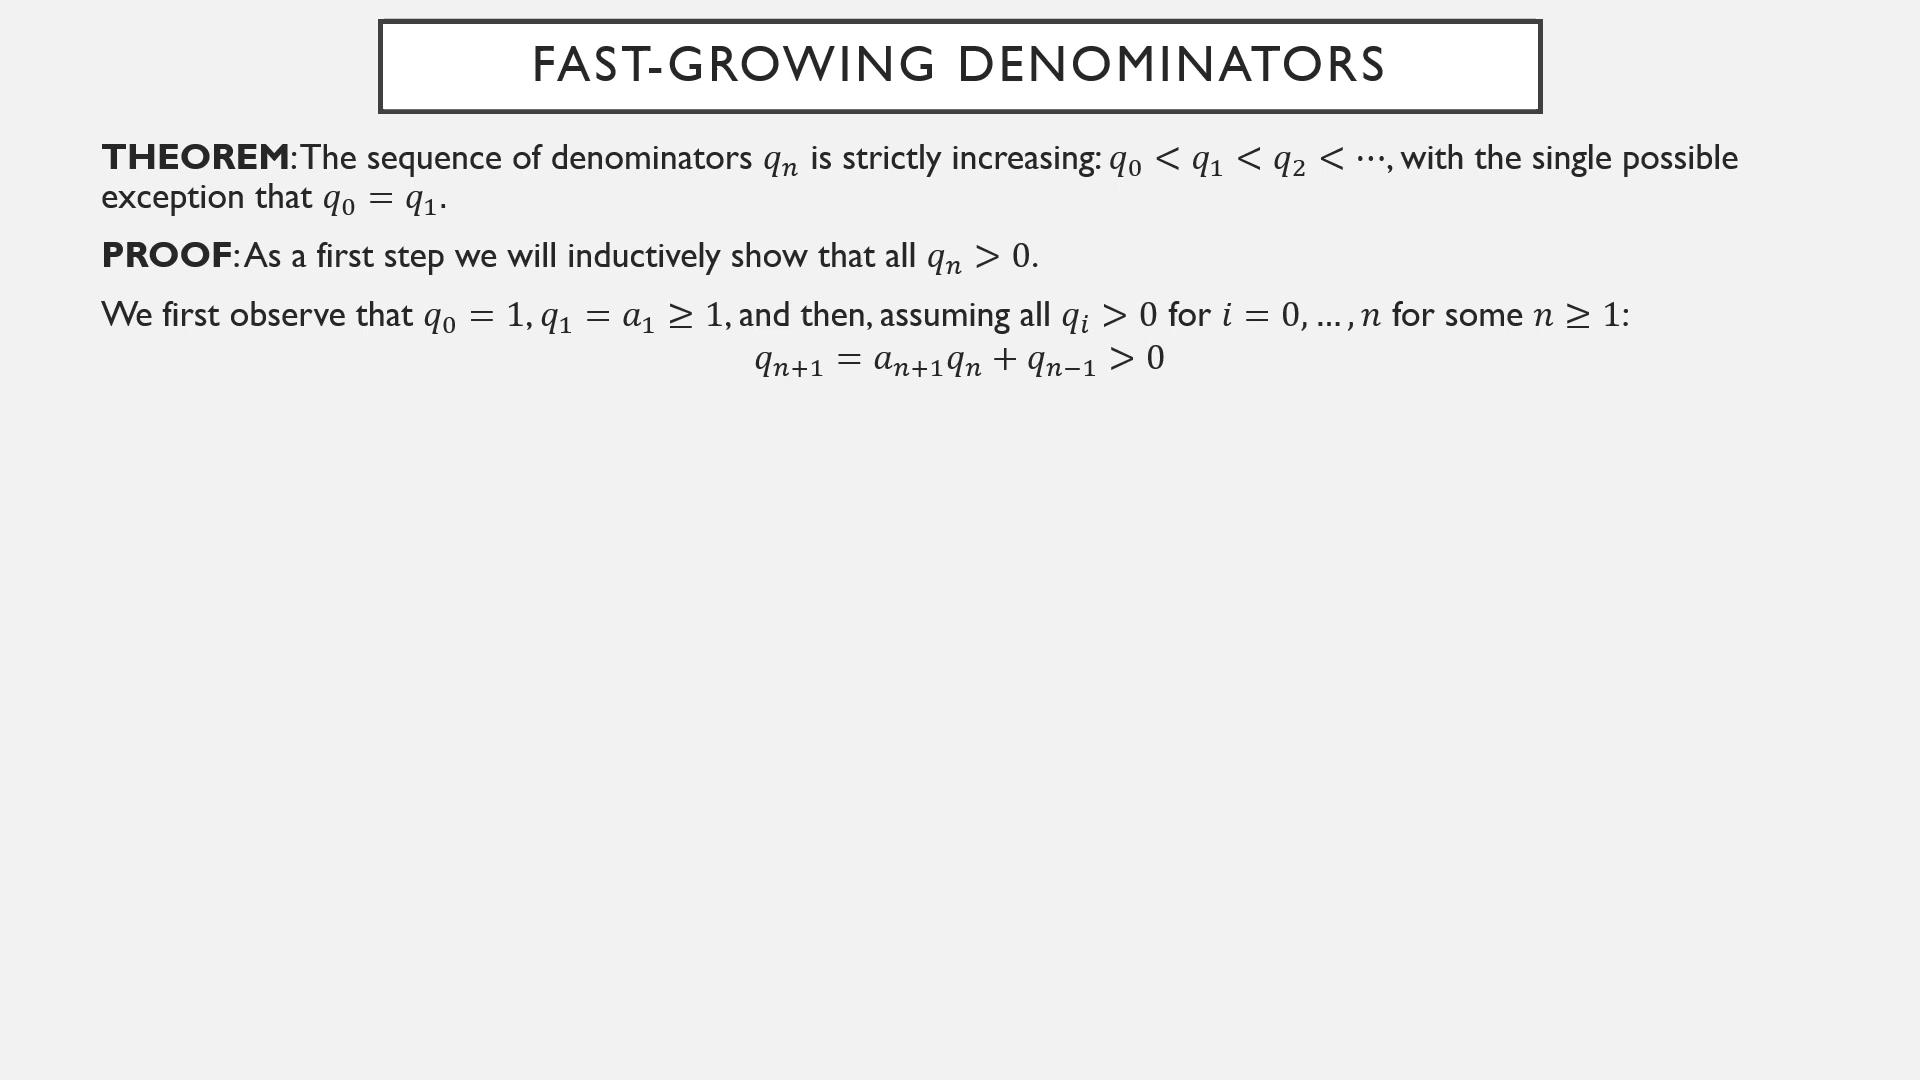 FAST-GROWING DENOMINATORS
THEOREM: The sequence of denominators qₙ is strictly increasing: q₀ < q₁ < q₂ < ⋯, with the single possible
exception that q₀ = q₁.
PROOF: As a first step we will inductively show that all qₙ > 0.
We first observe that q₀ = 1, q₁ = a₁ ≥ 1, and then, assuming all qᵢ > 0 for i = 0, … , n for some n ≥ 1:
qₙ₊₁ = aₙ₊₁qₙ + qₙ₋₁ > 0